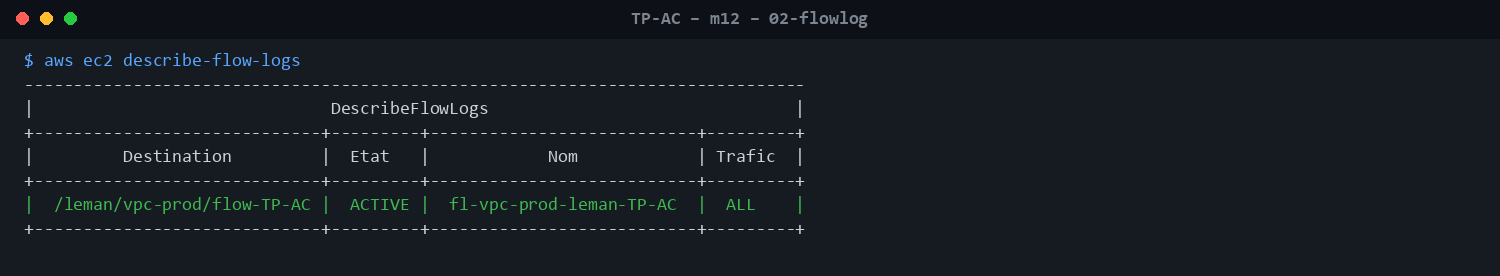 TP-AC – m12 – 02-flowlog
$ aws ec2 describe-flow-logs
------------------------------------------------------------------------------
|                              DescribeFlowLogs                               |
+-----------------------------+---------+---------------------------+---------+
|         Destination         |  Etat   |            Nom            | Trafic  |
+-----------------------------+---------+---------------------------+---------+
|  /leman/vpc-prod/flow-TP-AC |  ACTIVE |  fl-vpc-prod-leman-TP-AC  |  ALL    |
+-----------------------------+---------+---------------------------+---------+